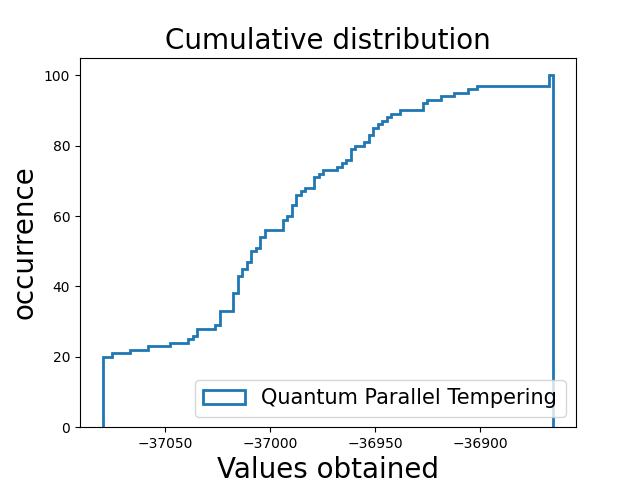 Cumulative distribution
100
80
60
40
20
0
occurrence
Quantum Parallel Tempering
−37050
−37000
−36950
−36900
Values obtained